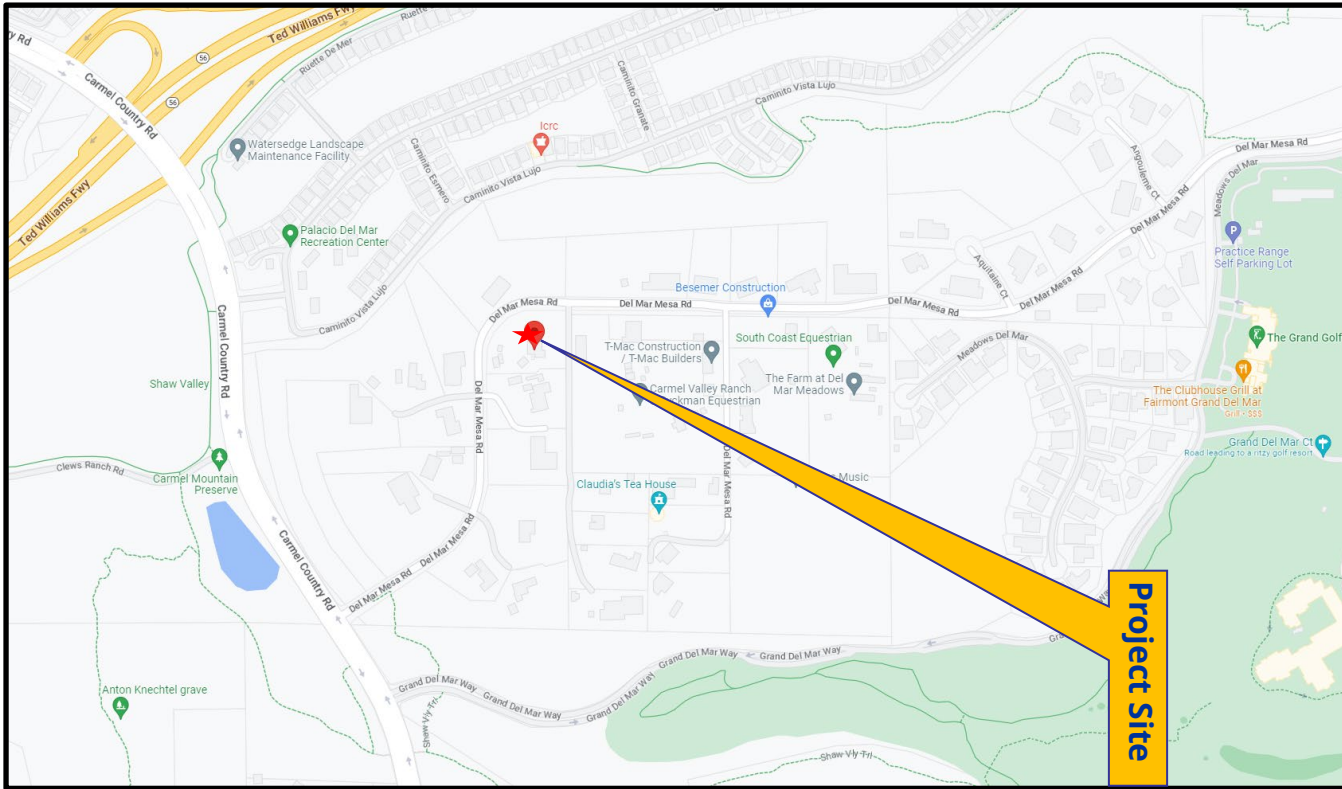 ry Rd
Ted Williams Fwy
56
Ruette De Mer
Carmel Country Rd
56
Caminito Granate
Caminito Vista Lujo
Icrc
Watersedge Landscape
Maintenance Facility
Caminito Esmero
Caminito Vista Lujo
Ted Williams Fwy
Del Mar Mesa Rd
Angouleme Ct
Meadows Del Mar
Palacio Del Mar
Recreation Center
Del Mar Mesa Rd
P
Practice Range
Self Parking Lot
Aquitaine Ct
Besemer Construction
Caminito Vista Lujo
Del Mar Mesa Rd
Del Mar Mesa Rd
Del Mar Mesa Rd
Del Mar Mesa Rd
Carmel Country Rd
Meadows Del Mar
South Coast Equestrian
The Grand Golf
T-Mac Construction
/ T-Mac Builders
Shaw Valley
The Farm at Del
Mar Meadows
Carmel Valley Ranch
yckman Equestrian
The Clubhouse Grill at
Fairmont Grand Del Mar
Grill • $$$
Del Mar Mesa Rd
Grand Del Mar Ct
Road leading to a ritzy golf resort
Clews Ranch Rd
Carmel Mountain
Preserve
Claudia's Tea House
Del Mar Mesa Rd
Music
Del Mar Mesa Rd
Carmel Country Rd
Del Mar Mesa Rd
Project Site
Gra
Wa
Grand Del Mar Way
Grand Del Mar Way
Anton Knechtel grave
Grand Del Mar Way
Grand Del Mar Way
Grand Del Mar Way
Shaw Vly Trl
Shaw Vly Trl